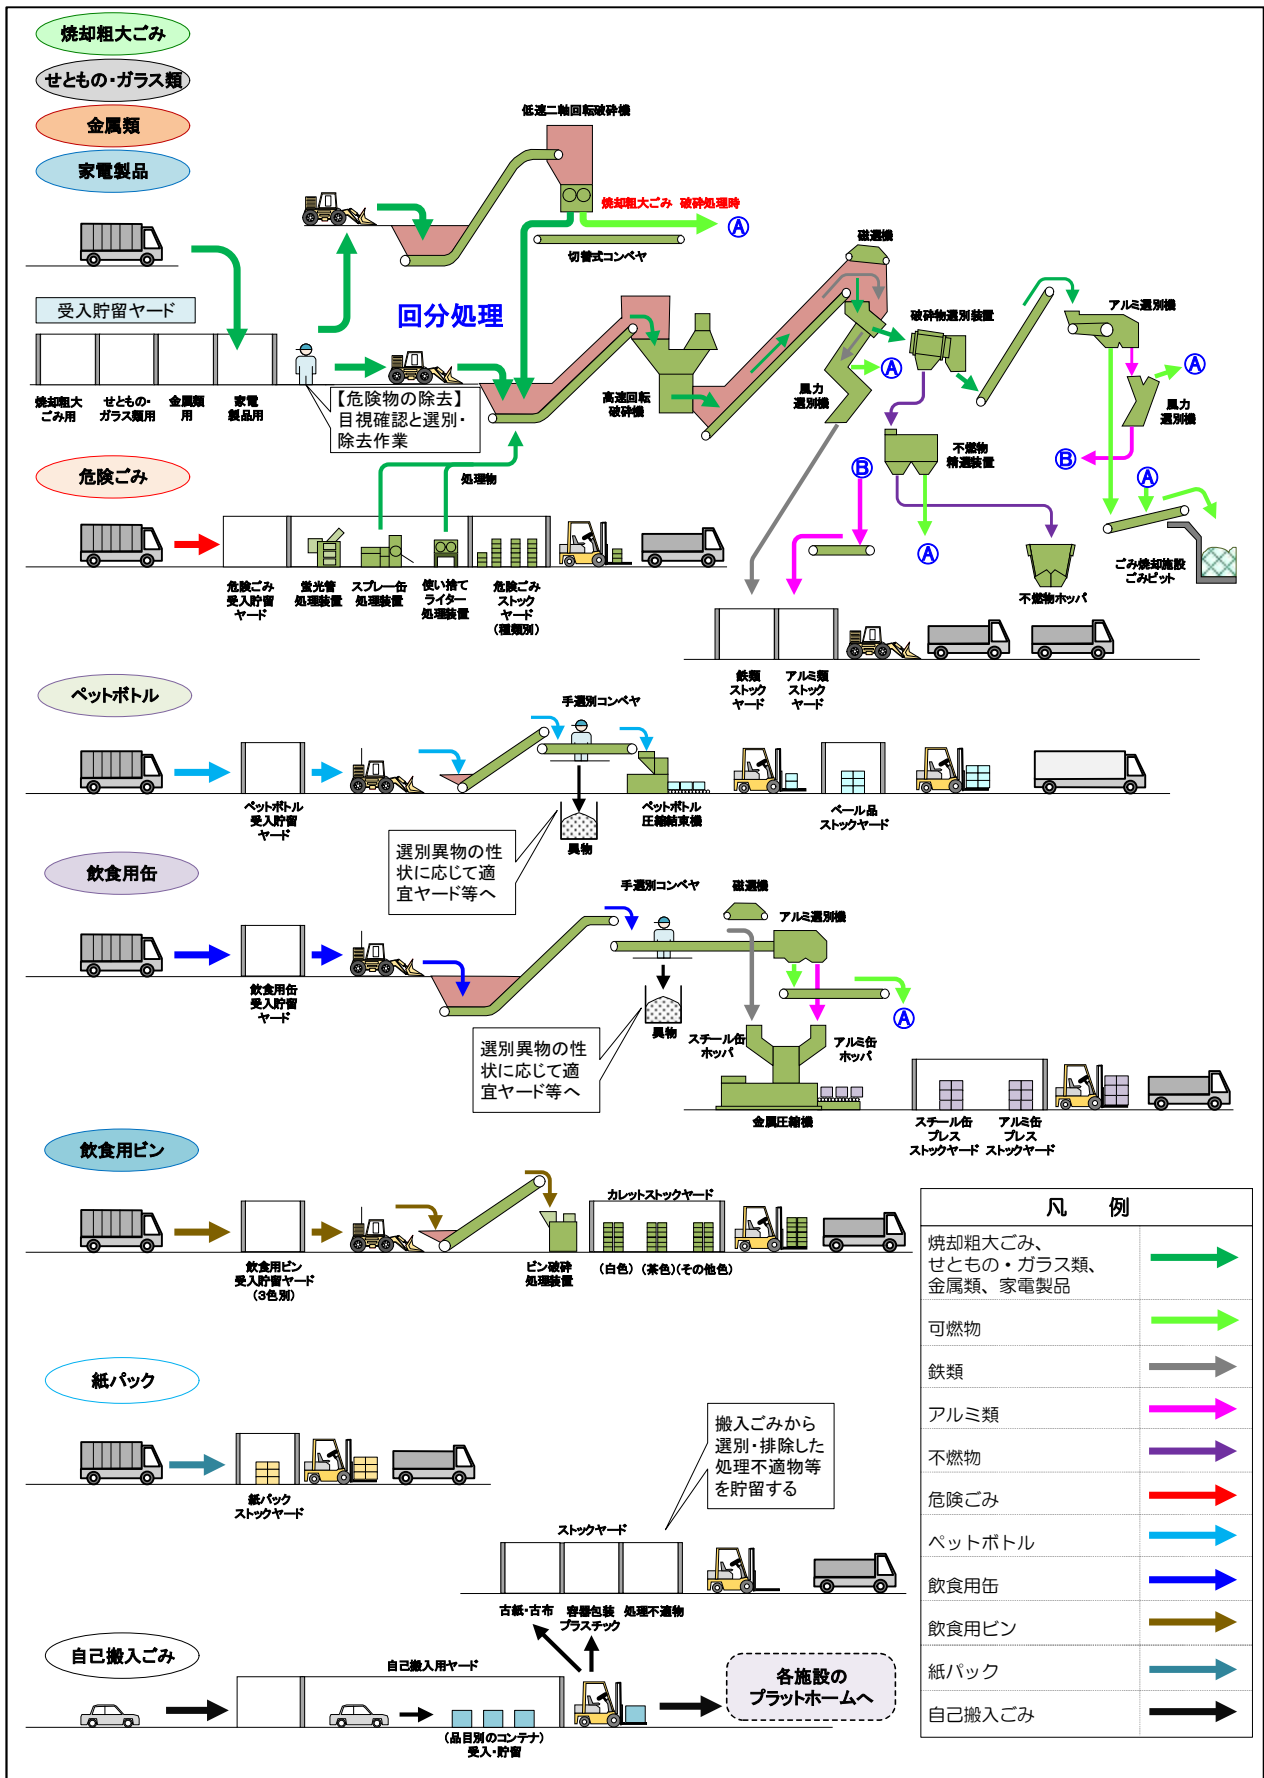 焼却粗大ごみ
せともの・ガラス類
金属類
家電製品
低速二軸回転破砕機
焼却粗大ごみ 破砕処理時
Ⓐ
切替式コンベヤ
受入貯留ヤード
焼却粗大
ごみ用
せともの・
ガラス類用
金属類
用
家電
製品用
回分処理
【危険物の除去】
目視確認と選別・
除去作業
高速回転
破砕機
磁選機
風力
選別機
Ⓐ
破砕物選別装置
アルミ選別機
Ⓐ
風力
選別機
Ⓑ
不燃物
精選装置
Ⓐ
Ⓑ
Ⓐ
ごみ焼却施設
ごみピット
不燃物ホッパ
処理物
危険ごみ
危険ごみ
受入貯留
ヤード
蛍光管
処理装置
スプレー缶
処理装置
使い捨て
ライター
処理装置
危険ごみ
ストック
ヤード
(種類別)
鉄類
ストック
ヤード
アルミ類
ストック
ヤード
ペットボトル
ペットボトル
受入貯留
ヤード
手選別コンベヤ
異物
選別異物の性
状に応じて適
宜ヤード等へ
ペットボトル
圧縮結束機
ベール品
ストックヤード
飲食用缶
飲食用缶
受入貯留
ヤード
手選別コンベヤ
磁選機
アルミ選別機
異物
選別異物の性
状に応じて適
宜ヤード等へ
Ⓐ
スチール缶
ホッパ
アルミ缶
ホッパ
金属圧縮機
スチール缶
プレス
ストックヤード
アルミ缶
プレス
ストックヤード
飲食用ビン
飲食用ビン
受入貯留ヤード
(3色別)
ビン破砕
処理装置
カレットストックヤード
(白色) (茶色)(その他色)
紙パック
紙パック
ストックヤード
搬入ごみから
選別・排除した
処理不適物等
を貯留する
ストックヤード
古紙・古布
容器包装
プラスチック
処理不適物
自己搬入ごみ
自己搬入用ヤード
(品目別のコンテナ)
受入・貯留
各施設の
プラットホームへ
凡 例
焼却粗大ごみ、
せともの・ガラス類、
金属類、家電製品
可燃物
鉄類
アルミ類
不燃物
危険ごみ
ペットボトル
飲食用缶
飲食用ビン
紙パック
自己搬入ごみ